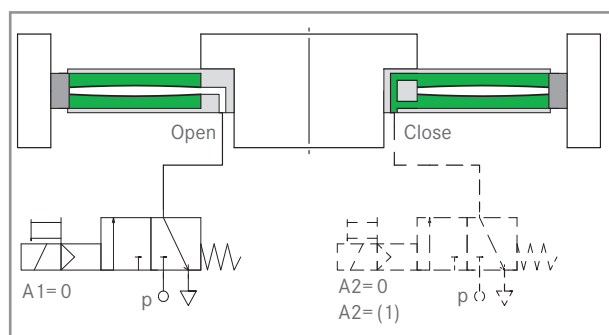 Open
Close
A1= 0
p
A2= 0
A2= (1)
p